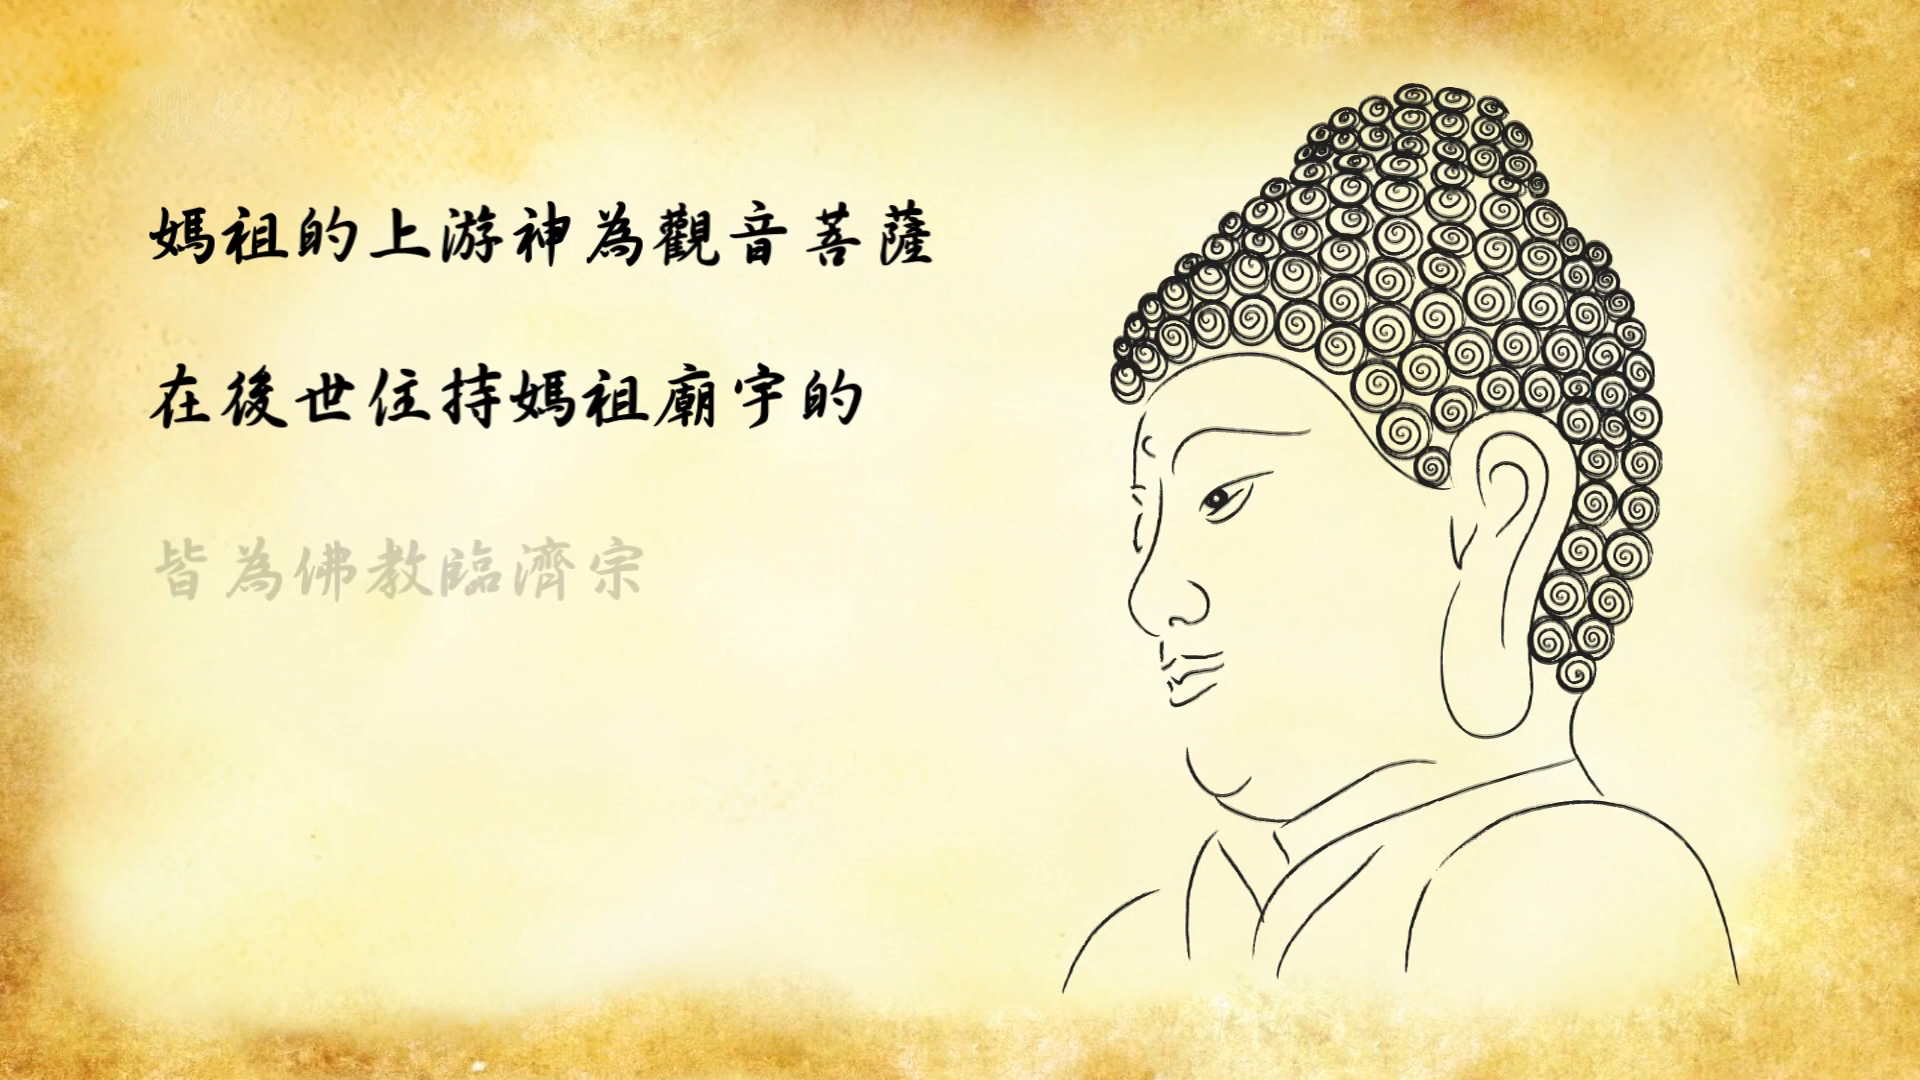 媽祖的上游神為觀音菩薩
在後世住持媽祖廟宇的
皆為佛教臨濟宗